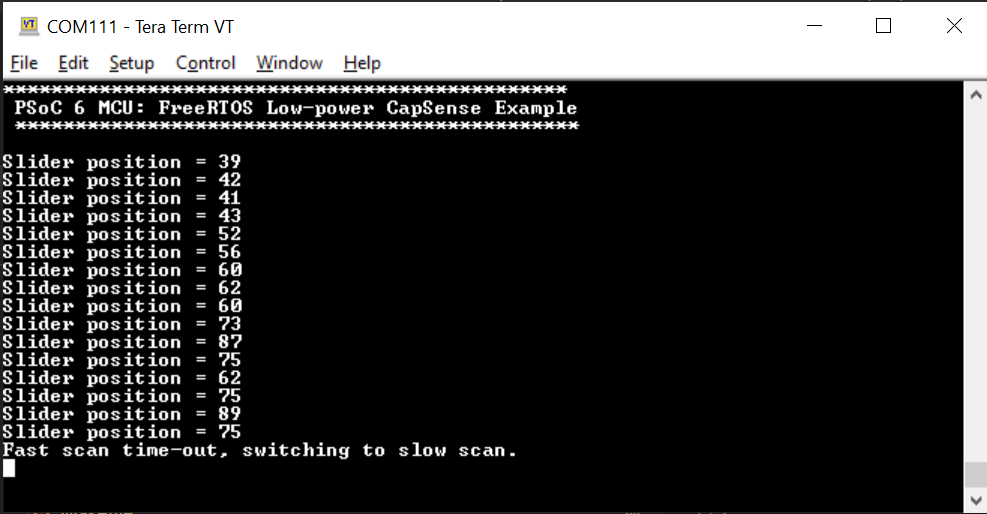 COM111 - Tera Term VT
File Edit Setup Control Window Help
***********************************************
PSoC 6 MCU: FreeRTOS Low-power CapSense Example
***********************************************
Slider position = 39
Slider position = 42
Slider position = 41
Slider position = 43
Slider position = 52
Slider position = 56
Slider position = 60
Slider position = 62
Slider position = 60
Slider position = 73
Slider position = 87
Slider position = 75
Slider position = 62
Slider position = 75
Slider position = 89
Slider position = 75
Fast scan time-out, switching to slow scan.